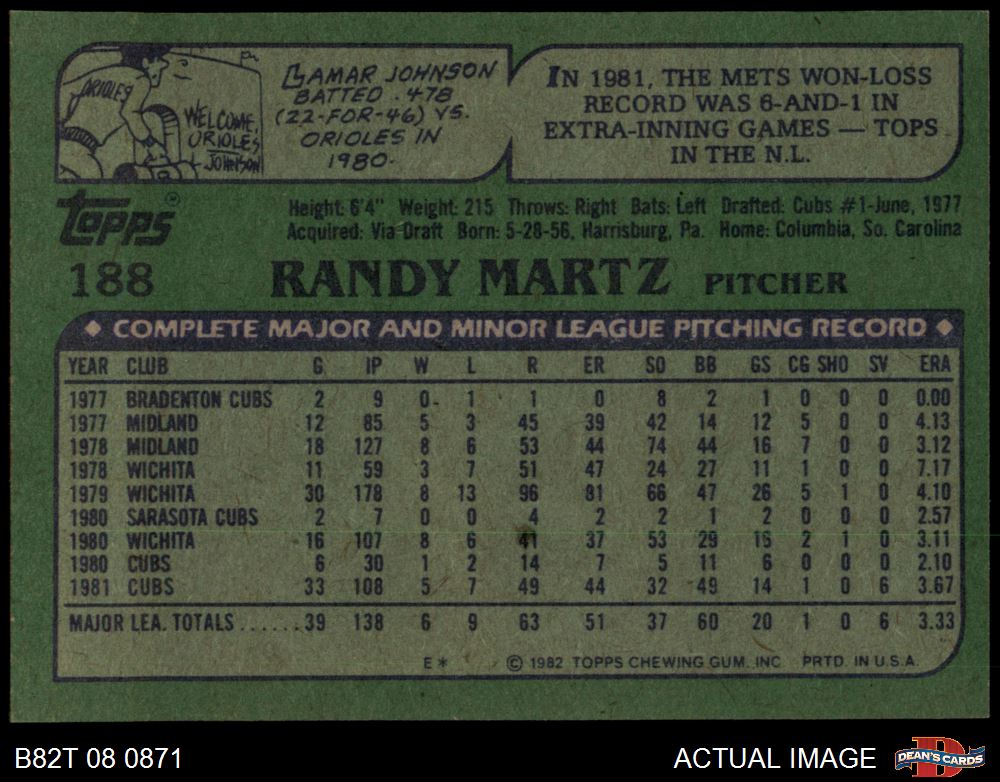 ORIOLES
WELCOME,
ORIOLES
JOHNSON
LAMAR JOHNSON
BATTED .478
(22-FOR-46) VS.
ORIOLES IN
1980.
IN 1981, THE METS WON-LOSS
RECORD WAS 6-AND-1 IN
EXTRA-INNING GAMES — TOPS
IN THE N.L.
topps®
Height: 6'4" Weight: 215 Throws: Right Bats: Left Drafted: Cubs #1-June, 1977
Acquired: Via Draft Born: 5-28-56, Harrisburg, Pa. Home: Columbia, So. Carolina
188 RANDY MARTZ PITCHER
◆ COMPLETE MAJOR AND MINOR LEAGUE PITCHING RECORD ◆
YEAR CLUB G IP W L R ER SO BB GS CG SHO SV ERA
1977 BRADENTON CUBS 2 9 0 1 1 0 8 2 1 0 0 0 0.00
1977 MIDLAND 12 85 5 3 45 39 42 14 12 5 0 0 4.13
1978 MIDLAND 18 127 8 6 53 44 74 44 16 7 0 0 3.12
1978 WICHITA 11 59 3 7 51 47 24 27 11 1 0 0 7.17
1979 WICHITA 30 178 8 13 96 81 66 47 26 5 1 0 4.10
1980 SARASOTA CUBS 2 7 0 0 4 2 2 1 2 0 0 0 2.57
1980 WICHITA 16 107 8 6 41 37 53 29 15 2 1 0 3.11
1980 CUBS 6 30 1 2 14 7 5 11 6 0 0 0 2.10
1981 CUBS 33 108 5 7 49 44 32 49 14 1 0 6 3.67
MAJOR LEA. TOTALS......39 138 6 9 63 51 37 60 20 1 0 6 3.33
E* © 1982 TOPPS CHEWING GUM, INC. PRTD. IN U.S.A.
B82T 08 0871
ACTUAL IMAGE
D
DEAN'S CARDS